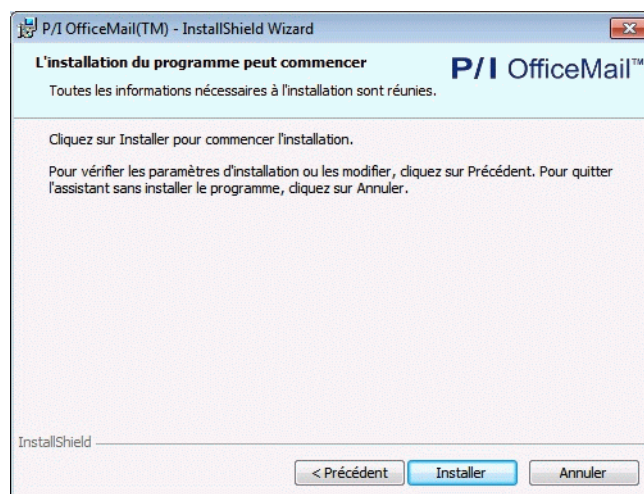 P/I OfficeMail(TM) - InstallShield Wizard
L'installation du programme peut commencer
P/I OfficeMail™
Toutes les informations nécessaires à l'installation sont réunies.
Cliquez sur Installer pour commencer l'installation.
Pour vérifier les paramètres d'installation ou les modifier, cliquez sur Précédent. Pour quitter
l'assistant sans installer le programme, cliquez sur Annuler.
InstallShield
< Précédent Installer Annuler